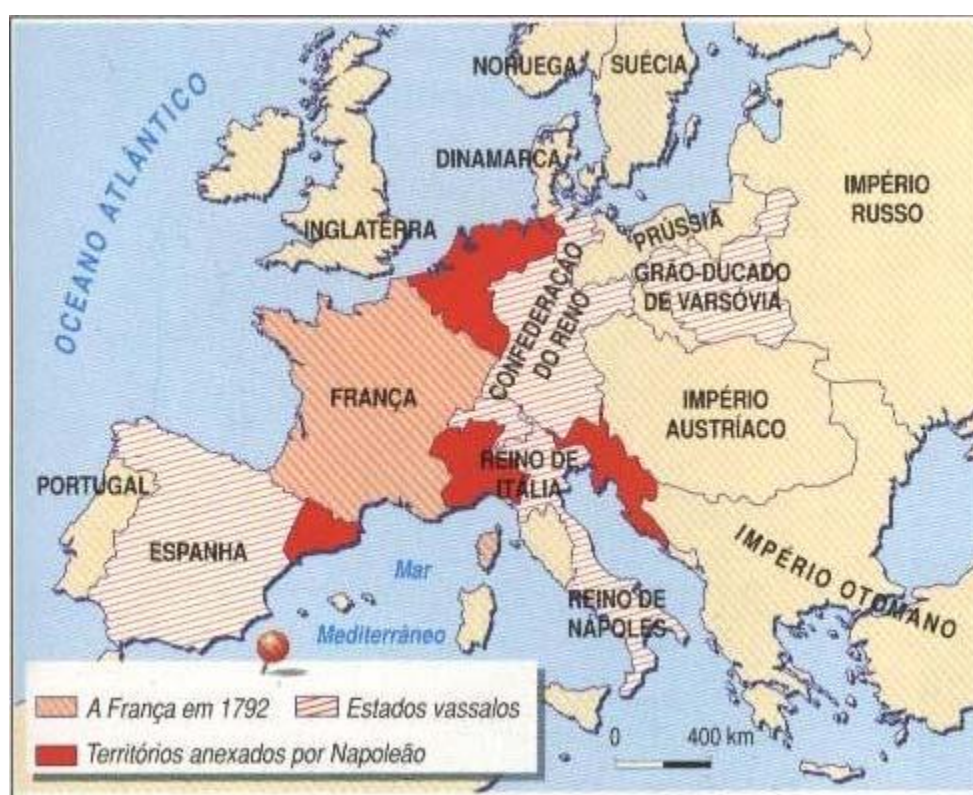 NORUEGA
SUÉCIA
OCEANO ATLÂNTICO
DINAMARCA
IMPÉRIO
RUSSO
INGLATERRA
PRÚSSIA
GRÃO-DUCADO
DE VARSÓVIA
CONFEDERAÇÃO
DO RENO
FRANÇA
IMPÉRIO
AUSTRÍACO
REINO DE
ITÁLIA
PORTUGAL
ESPANHA
IMPÉRIO OTOMANO
Mar
Mediterrâneo
REINO DE
NÁPOLES
A França em 1792
Estados vassalos
Territórios anexados por Napoleão
0 400 km